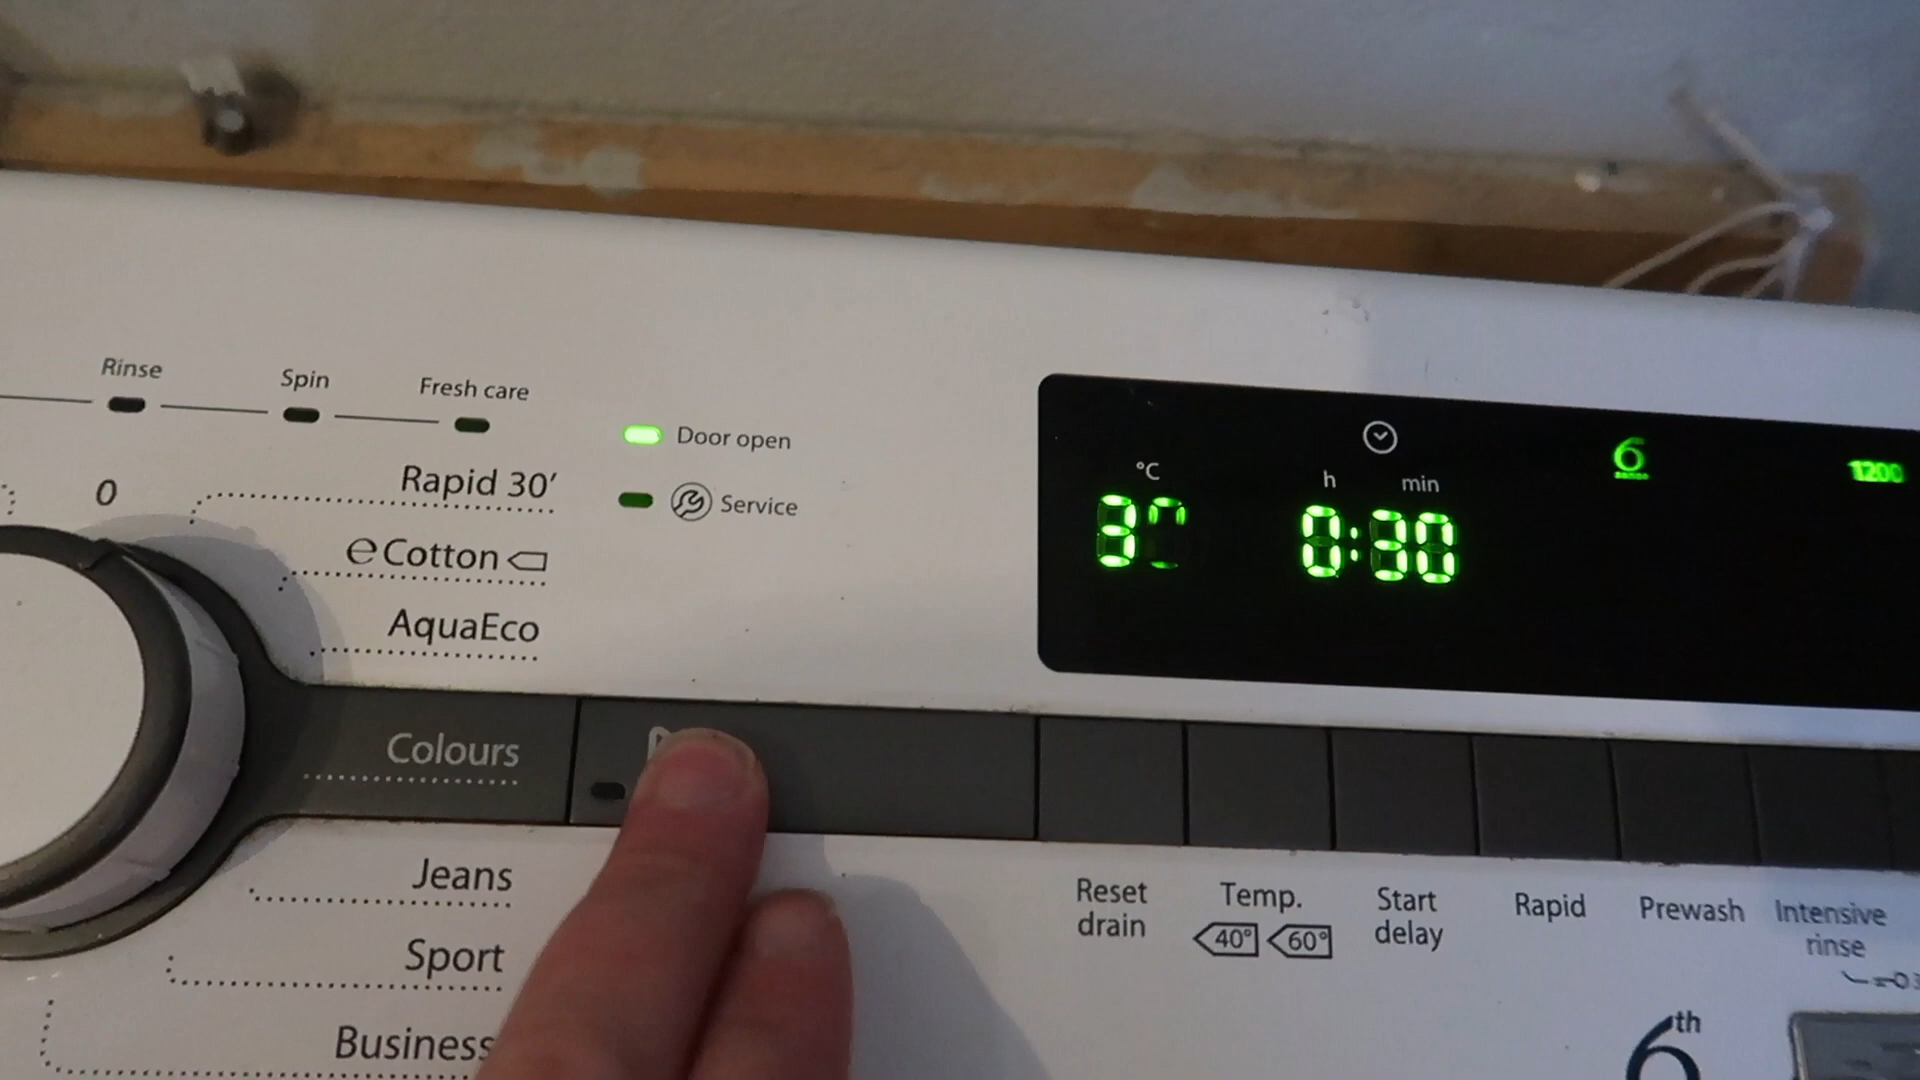 Rinse
Spin
Fresh care
Door open
Service
0
Rapid 30′
eCotton
AquaEco
Colours
Jeans
Sport
Business
°C
h
min
0:30
6
1200
Reset
drain
Temp.
40° 60°
Start
delay
Rapid
Prewash
Intensive
rinse
6th